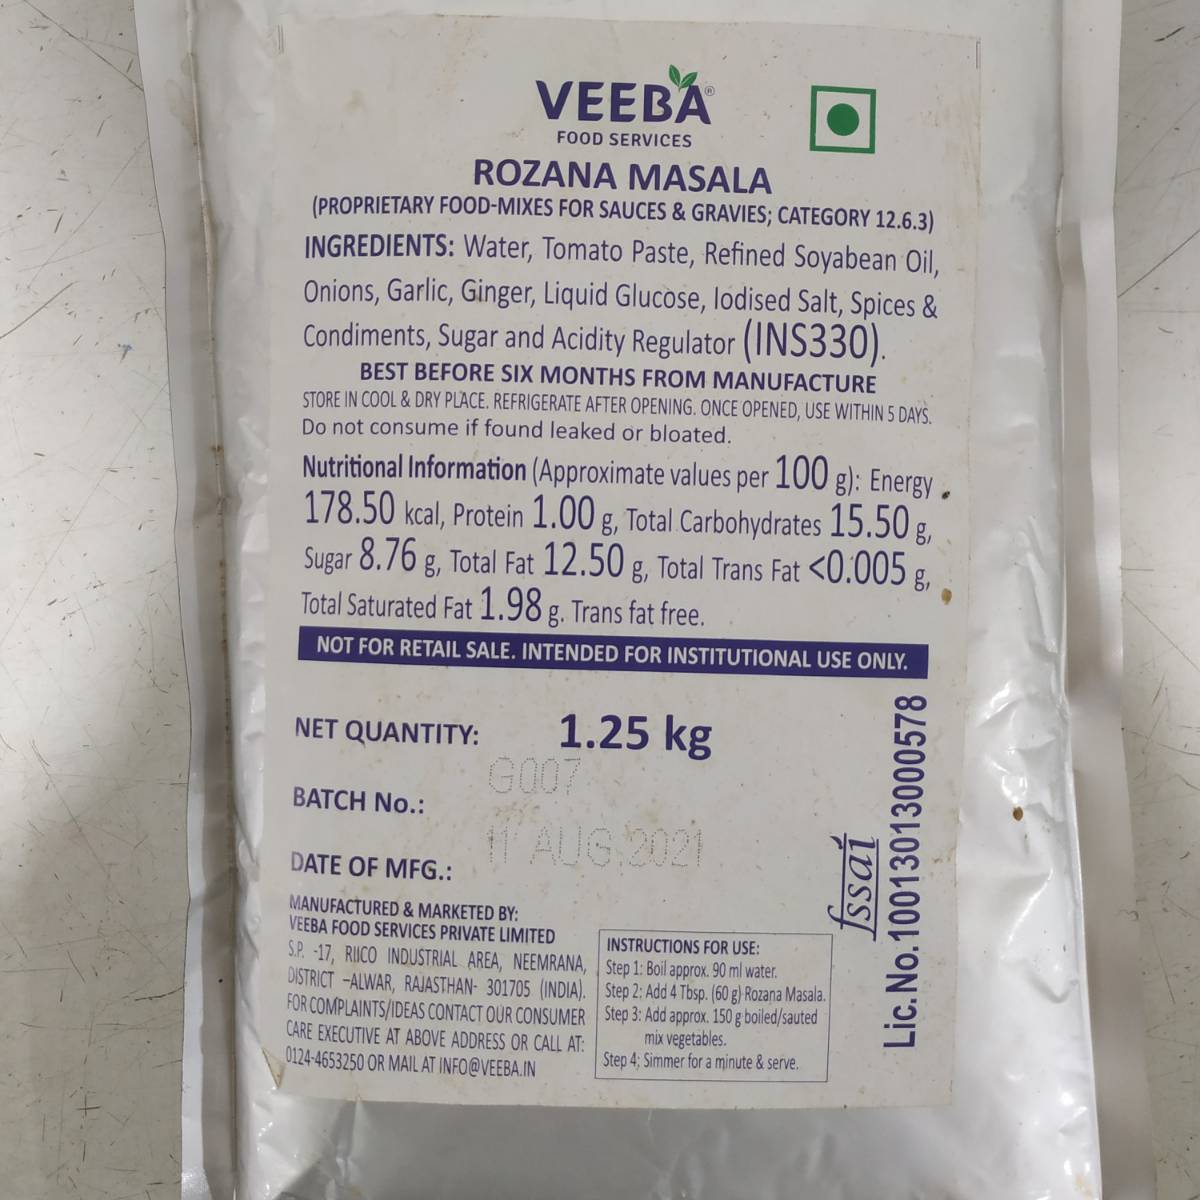 VEEBA®
FOOD SERVICES
ROZANA MASALA
(PROPRIETARY FOOD-MIXES FOR SAUCES & GRAVIES; CATEGORY 12.6.3)
INGREDIENTS: Water, Tomato Paste, Refined Soyabean Oil,
Onions, Garlic, Ginger, Liquid Glucose, Iodised Salt, Spices &
Condiments, Sugar and Acidity Regulator (INS330).
BEST BEFORE SIX MONTHS FROM MANUFACTURE
STORE IN COOL & DRY PLACE. REFRIGERATE AFTER OPENING. ONCE OPENED, USE WITHIN 5 DAYS.
Do not consume if found leaked or bloated.
Nutritional Information (Approximate values per 100 g): Energy
178.50 kcal, Protein 1.00 g, Total Carbohydrates 15.50 g,
Sugar 8.76 g, Total Fat 12.50 g, Total Trans Fat <0.005 g,
Total Saturated Fat 1.98 g. Trans fat free.
NOT FOR RETAIL SALE. INTENDED FOR INSTITUTIONAL USE ONLY.
NET QUANTITY: 1.25 kg
G007
BATCH No.:
11 AUG.2021
DATE OF MFG.:
MANUFACTURED & MARKETED BY:
VEEBA FOOD SERVICES PRIVATE LIMITED
S.P. -17, RIICO INDUSTRIAL AREA, NEEMRANA,
DISTRICT -ALWAR, RAJASTHAN- 301705 (INDIA).
FOR COMPLAINTS/IDEAS CONTACT OUR CONSUMER
CARE EXECUTIVE AT ABOVE ADDRESS OR CALL AT:
0124-4653250 OR MAIL AT INFO@VEEBA.IN
INSTRUCTIONS FOR USE:
Step 1: Boil approx. 90 ml water.
Step 2: Add 4 Tbsp. (60 g) Rozana Masala.
Step 3: Add approx. 150 g boiled/sauted
mix vegetables.
Step 4: Simmer for a minute & serve.
fssai
Lic.No.10013013000578